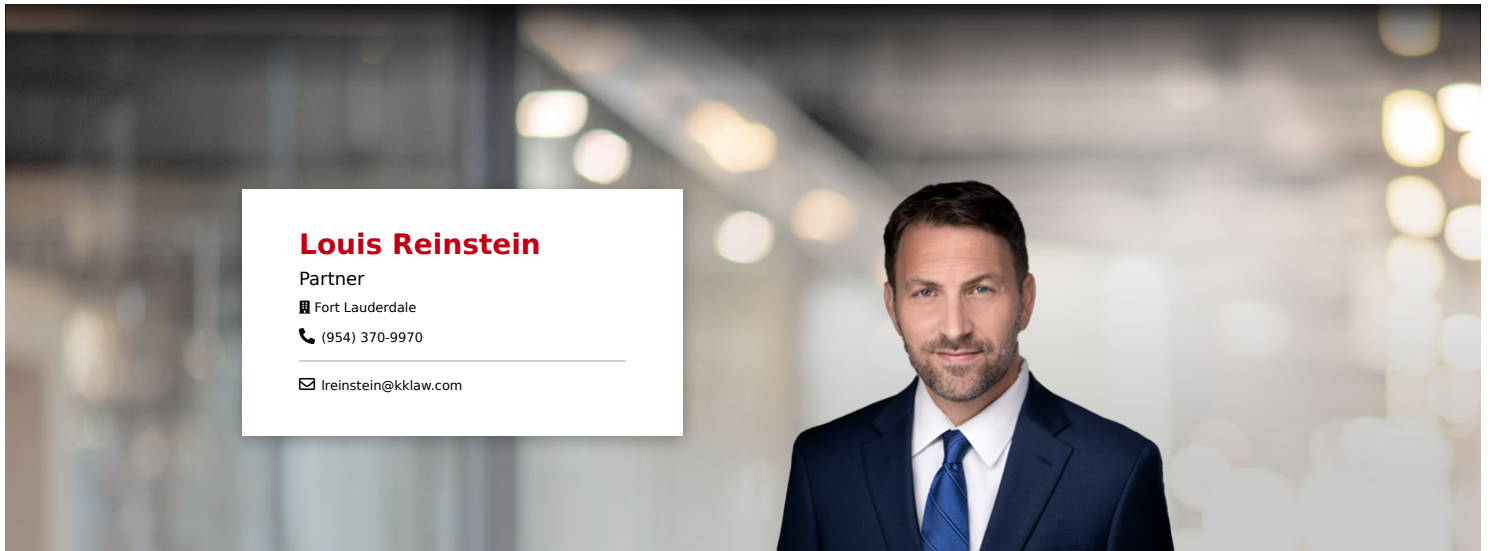 Louis Reinstein
Partner
Fort Lauderdale
(954) 370-9970
lreinstein@kklaw.com